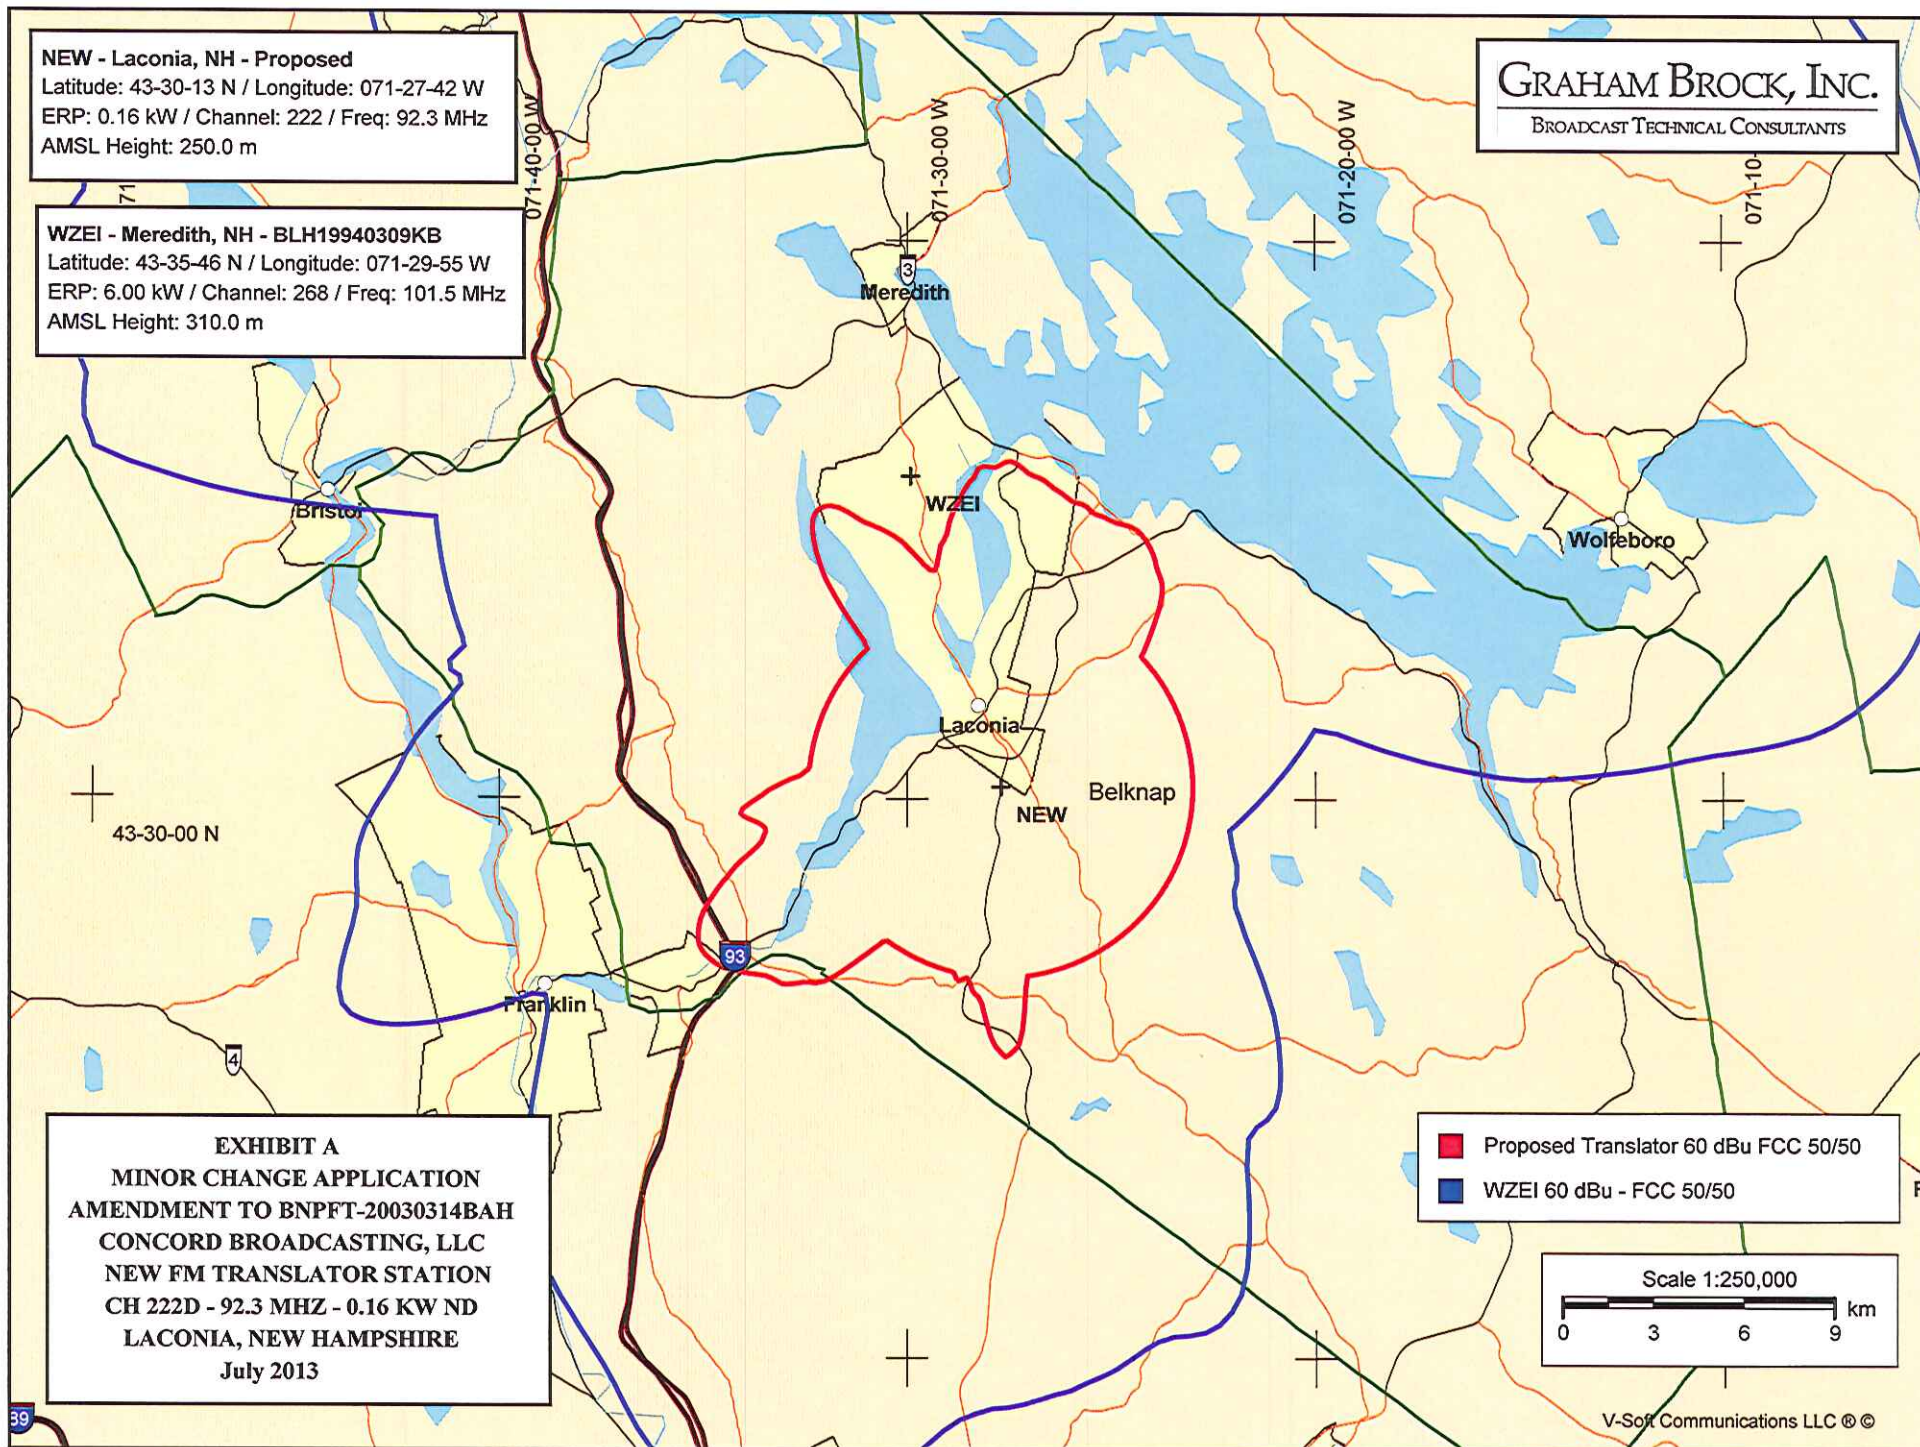 NEW - Laconia, NH - Proposed
Latitude: 43-30-13 N / Longitude: 071-27-42 W
ERP: 0.16 kW / Channel: 222 / Freq: 92.3 MHz
AMSL Height: 250.0 m
GRAHAM BROCK, INC.
BROADCAST TECHNICAL CONSULTANTS
71
071-40-00 W
071-30-00 W
071-20-00 W
071-10-
WZEI - Meredith, NH - BLH19940309KB
Latitude: 43-35-46 N / Longitude: 071-29-55 W
ERP: 6.00 kW / Channel: 268 / Freq: 101.5 MHz
AMSL Height: 310.0 m
3
Meredith
WZEI
Bristol
Wolfeboro
Laconia
Belknap
NEW
43-30-00 N
93
Franklin
4
EXHIBIT A
MINOR CHANGE APPLICATION
AMENDMENT TO BNPFT-20030314BAH
CONCORD BROADCASTING, LLC
NEW FM TRANSLATOR STATION
CH 222D - 92.3 MHZ - 0.16 KW ND
LACONIA, NEW HAMPSHIRE
July 2013
Proposed Translator 60 dBu FCC 50/50
WZEI 60 dBu - FCC 50/50
F
Scale 1:250,000
km
0 3 6 9
89
V-Soft Communications LLC ® ©